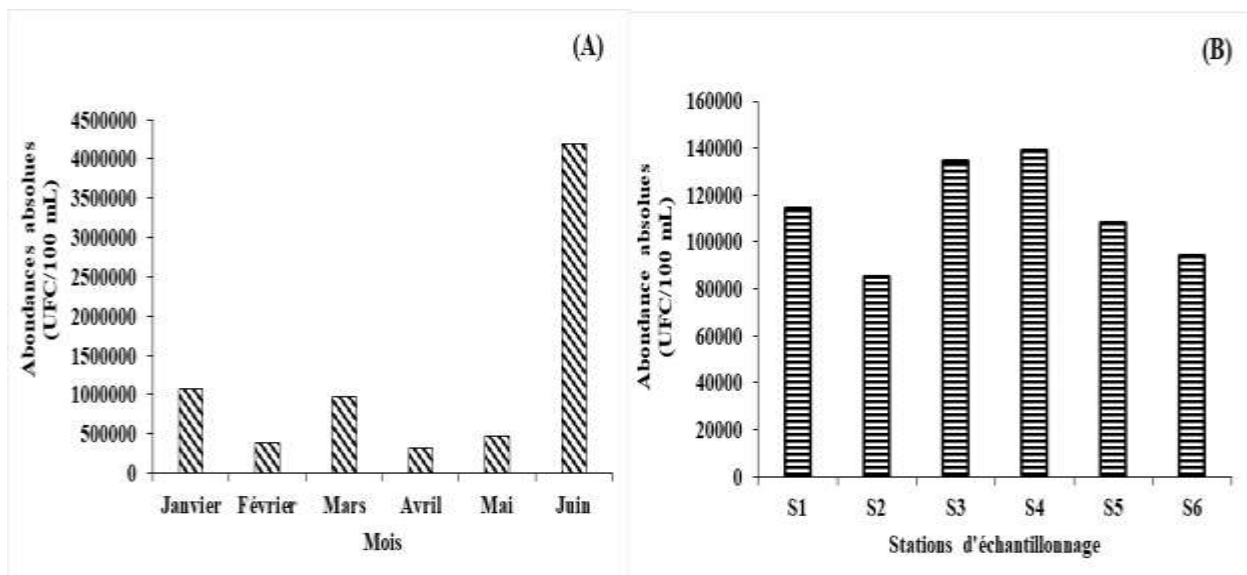 (A)
Abondances absolues
(UFC/100 mL)
4500000
4000000
3500000
3000000
2500000
2000000
1500000
1000000
500000
0
Janvier Février Mars Avril Mai Juin
Mois
(B)
Abondance absolues
(UFC/100 mL)
160000
140000
120000
100000
80000
60000
40000
20000
0
S1 S2 S3 S4 S5 S6
Stations d'échantillonnage